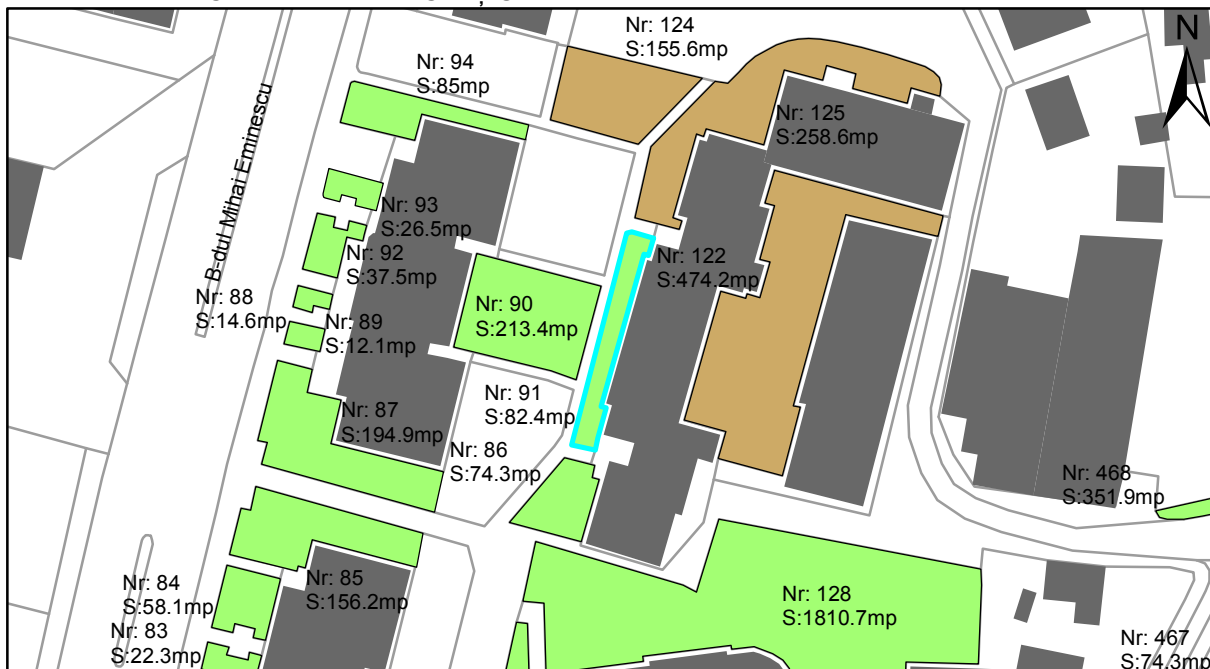 Nr: 124
S:155.6mp
N
Nr: 94
S:85mp
B-dul Mihai Eminescu
Nr: 125
S:258.6mp
Nr: 93
S:26.5mp
Nr: 92
S:37.5mp
Nr: 122
S:474.2mp
Nr: 88
S:14.6mp
Nr: 90
S:213.4mp
Nr: 89
S:12.1mp
Nr: 91
S:82.4mp
Nr: 87
S:194.9mp
Nr: 86
S:74.3mp
Nr: 468
S:351.9mp
Nr: 84
S:58.1mp
Nr: 85
S:156.2mp
Nr: 128
S:1810.7mp
Nr: 83
S:22.3mp
Nr: 467
S:74.3mp